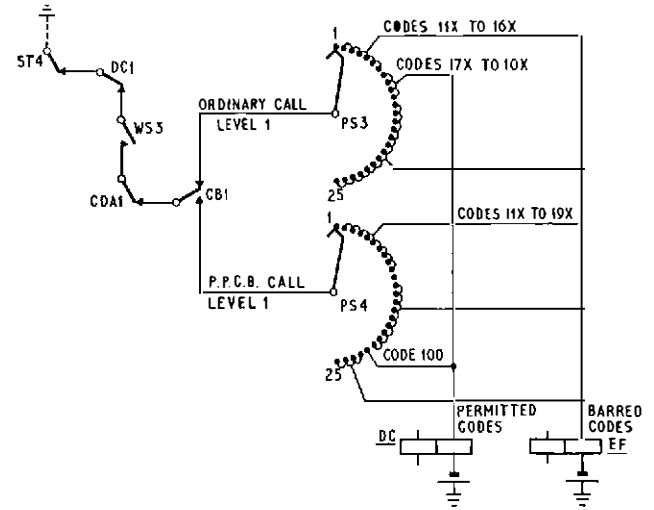 1
CODES 11X TO 16X
ST4
DC1
CODES 17X TO 10X
ORDINARY CALL
LEVEL 1
WS3
PS3
CDA1
CB1
25
1
CODES 11X TO 19X
P.P.C.B. CALL
LEVEL 1
PS4
CODE 100
25
PERMITTED
CODES
BARRED
CODES
DC
EF